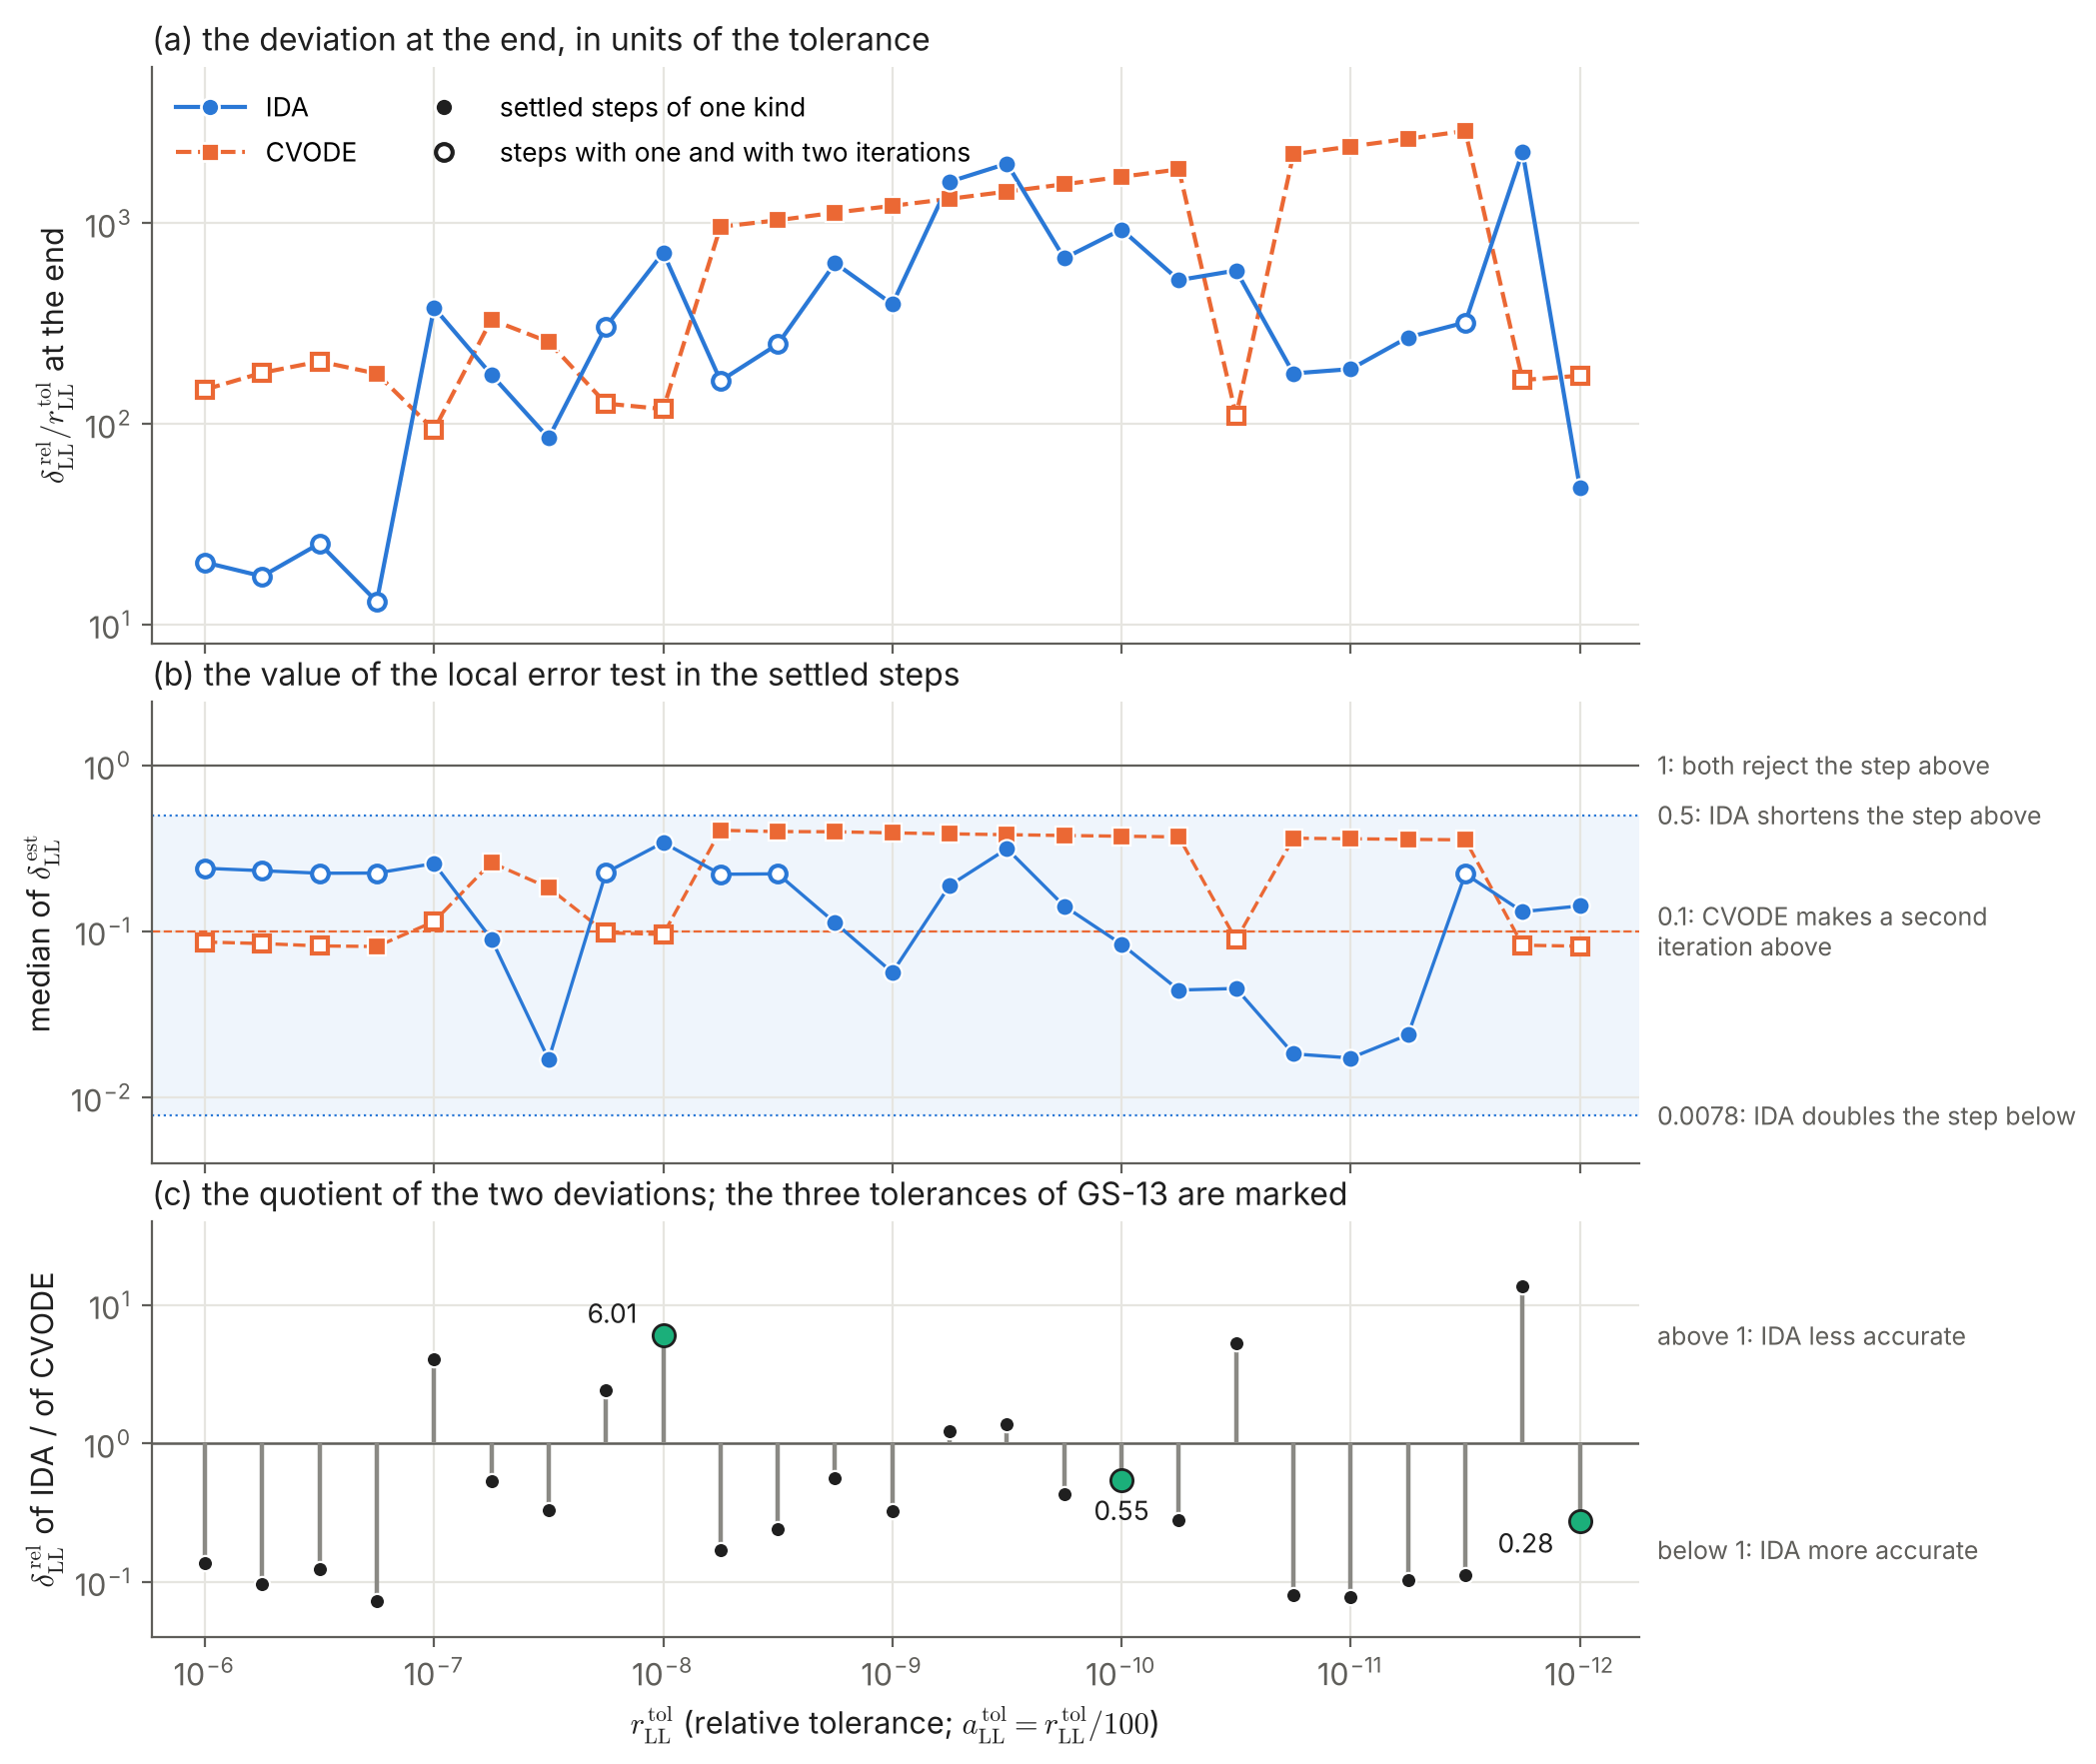 (a) the deviation at the end, in units of the tolerance
IDA
CVODE
settled steps of one kind
steps with one and with two iterations
δ_LL^rel/r_LL^tol at the end
10³
10²
10¹
(b) the value of the local error test in the settled steps
median of δ_LL^est
10⁰
10⁻¹
10⁻²
1: both reject the step above
0.5: IDA shortens the step above
0.1: CVODE makes a second
iteration above
0.0078: IDA doubles the step below
(c) the quotient of the two deviations; the three tolerances of GS-13 are marked
δ_LL^rel of IDA / of CVODE
10¹
10⁰
10⁻¹
6.01
0.55
0.28
above 1: IDA less accurate
below 1: IDA more accurate
10⁻⁶
10⁻⁷
10⁻⁸
10⁻⁹
10⁻¹⁰
10⁻¹¹
10⁻¹²
r_LL^tol (relative tolerance; a_LL^tol = r_LL^tol/100)